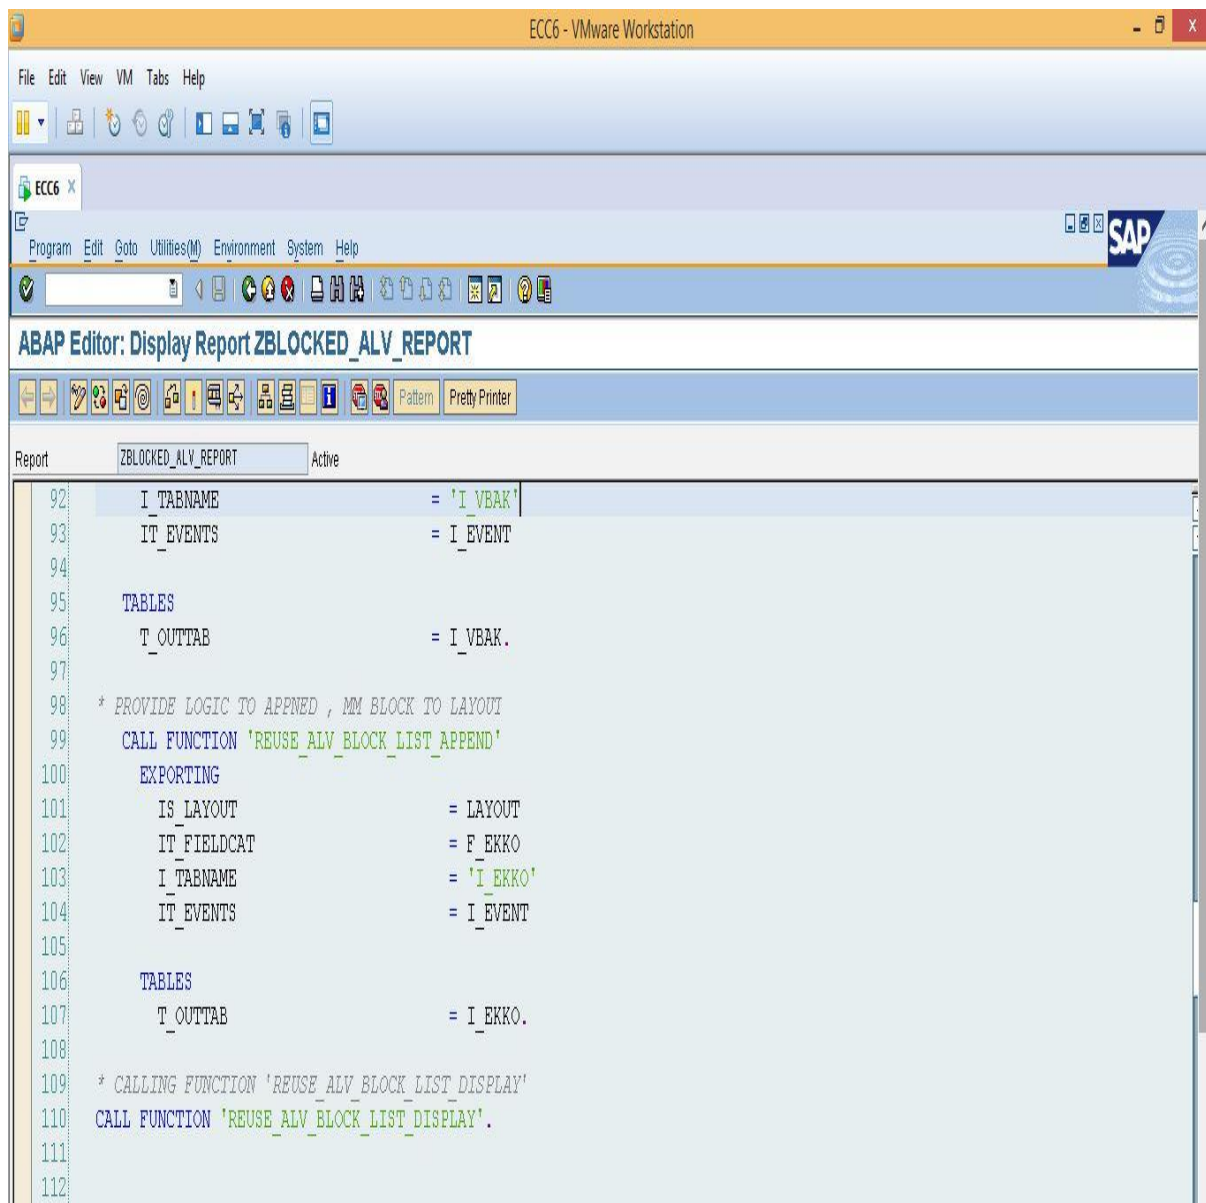 ECC6 - VMware Workstation
File Edit View VM Tabs Help
ECC6
Program Edit Goto Utilities(M) Environment System Help
SAP
ABAP Editor: Display Report ZBLOCKED_ALV_REPORT
Pattern Pretty Printer
Report ZBLOCKED_ALV_REPORT Active
92 I_TABNAME = 'I_VBAK'
93 IT_EVENTS = I_EVENT
94
95 TABLES
96 T_OUTTAB = I_VBAK.
97
98 * PROVIDE LOGIC TO APPNED , MM BLOCK TO LAYOUT
99 CALL FUNCTION 'REUSE_ALV_BLOCK_LIST_APPEND'
100 EXPORTING
101 IS_LAYOUT = LAYOUT
102 IT_FIELDCAT = F_EKKO
103 I_TABNAME = 'I_EKKO'
104 IT_EVENTS = I_EVENT
105
106 TABLES
107 T_OUTTAB = I_EKKO.
108
109 * CALLING FUNCTION 'REUSE_ALV_BLOCK_LIST_DISPLAY'
110 CALL FUNCTION 'REUSE_ALV_BLOCK_LIST_DISPLAY'.
111
112